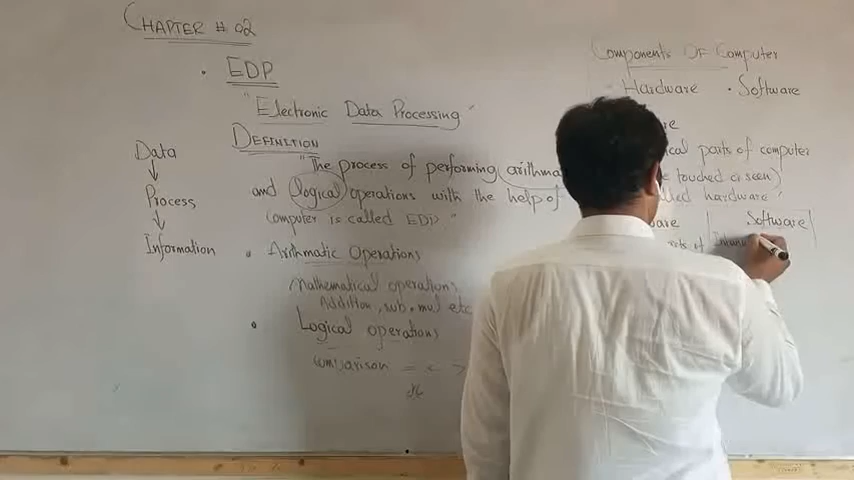 CHAPTER # 02
• EDP
"Electronic Data Processing"
DEFINITION
"The process of performing (arithma
and logical operations with the help of
Computer is called EDP."
Data
Process
Information
• Arithmatic Operations
Mathematical operations
Addition, sub, mul etc
• Logical operations
Comparison = < >
etc
Components OF Computer
Hardware • Software
parts of computer
touched or seen)
hardware"
Software